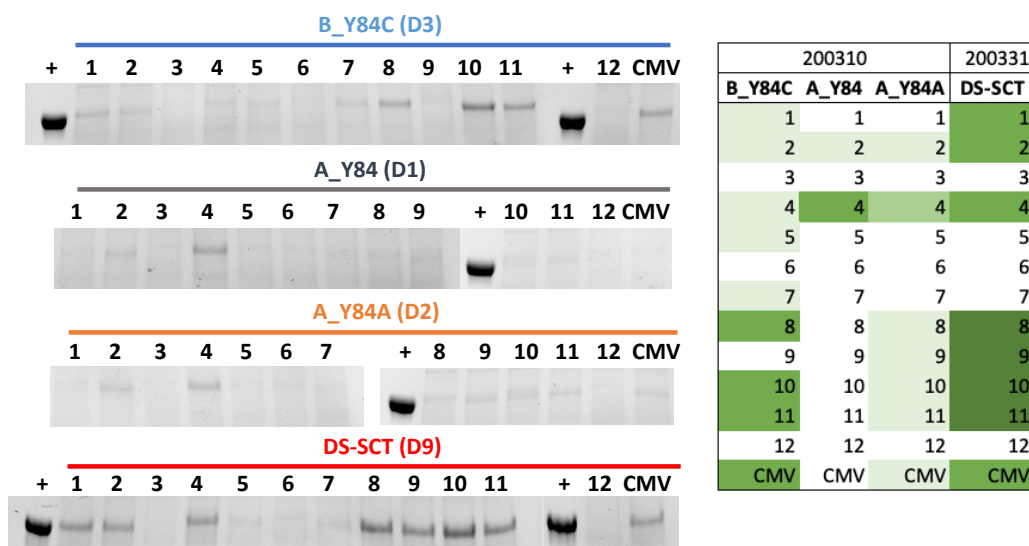 B_Y84C (D3)
+ 1 2 3 4 5 6 7 8 9 10 11 + 12 CMV
A_Y84 (D1)
1 2 3 4 5 6 7 8 9 + 10 11 12 CMV
A_Y84A (D2)
1 2 3 4 5 6 7 + 8 9 10 11 12 CMV
DS-SCT (D9)
+ 1 2 3 4 5 6 7 8 9 10 11 + 12 CMV
200310 200331
B_Y84C A_Y84 A_Y84A DS-SCT
1 1 1 1
2 2 2 2
3 3 3 3
4 4 4 4
5 5 5 5
6 6 6 6
7 7 7 7
8 8 8 8
9 9 9 9
10 10 10 10
11 11 11 11
12 12 12 12
CMV CMV CMV CMV